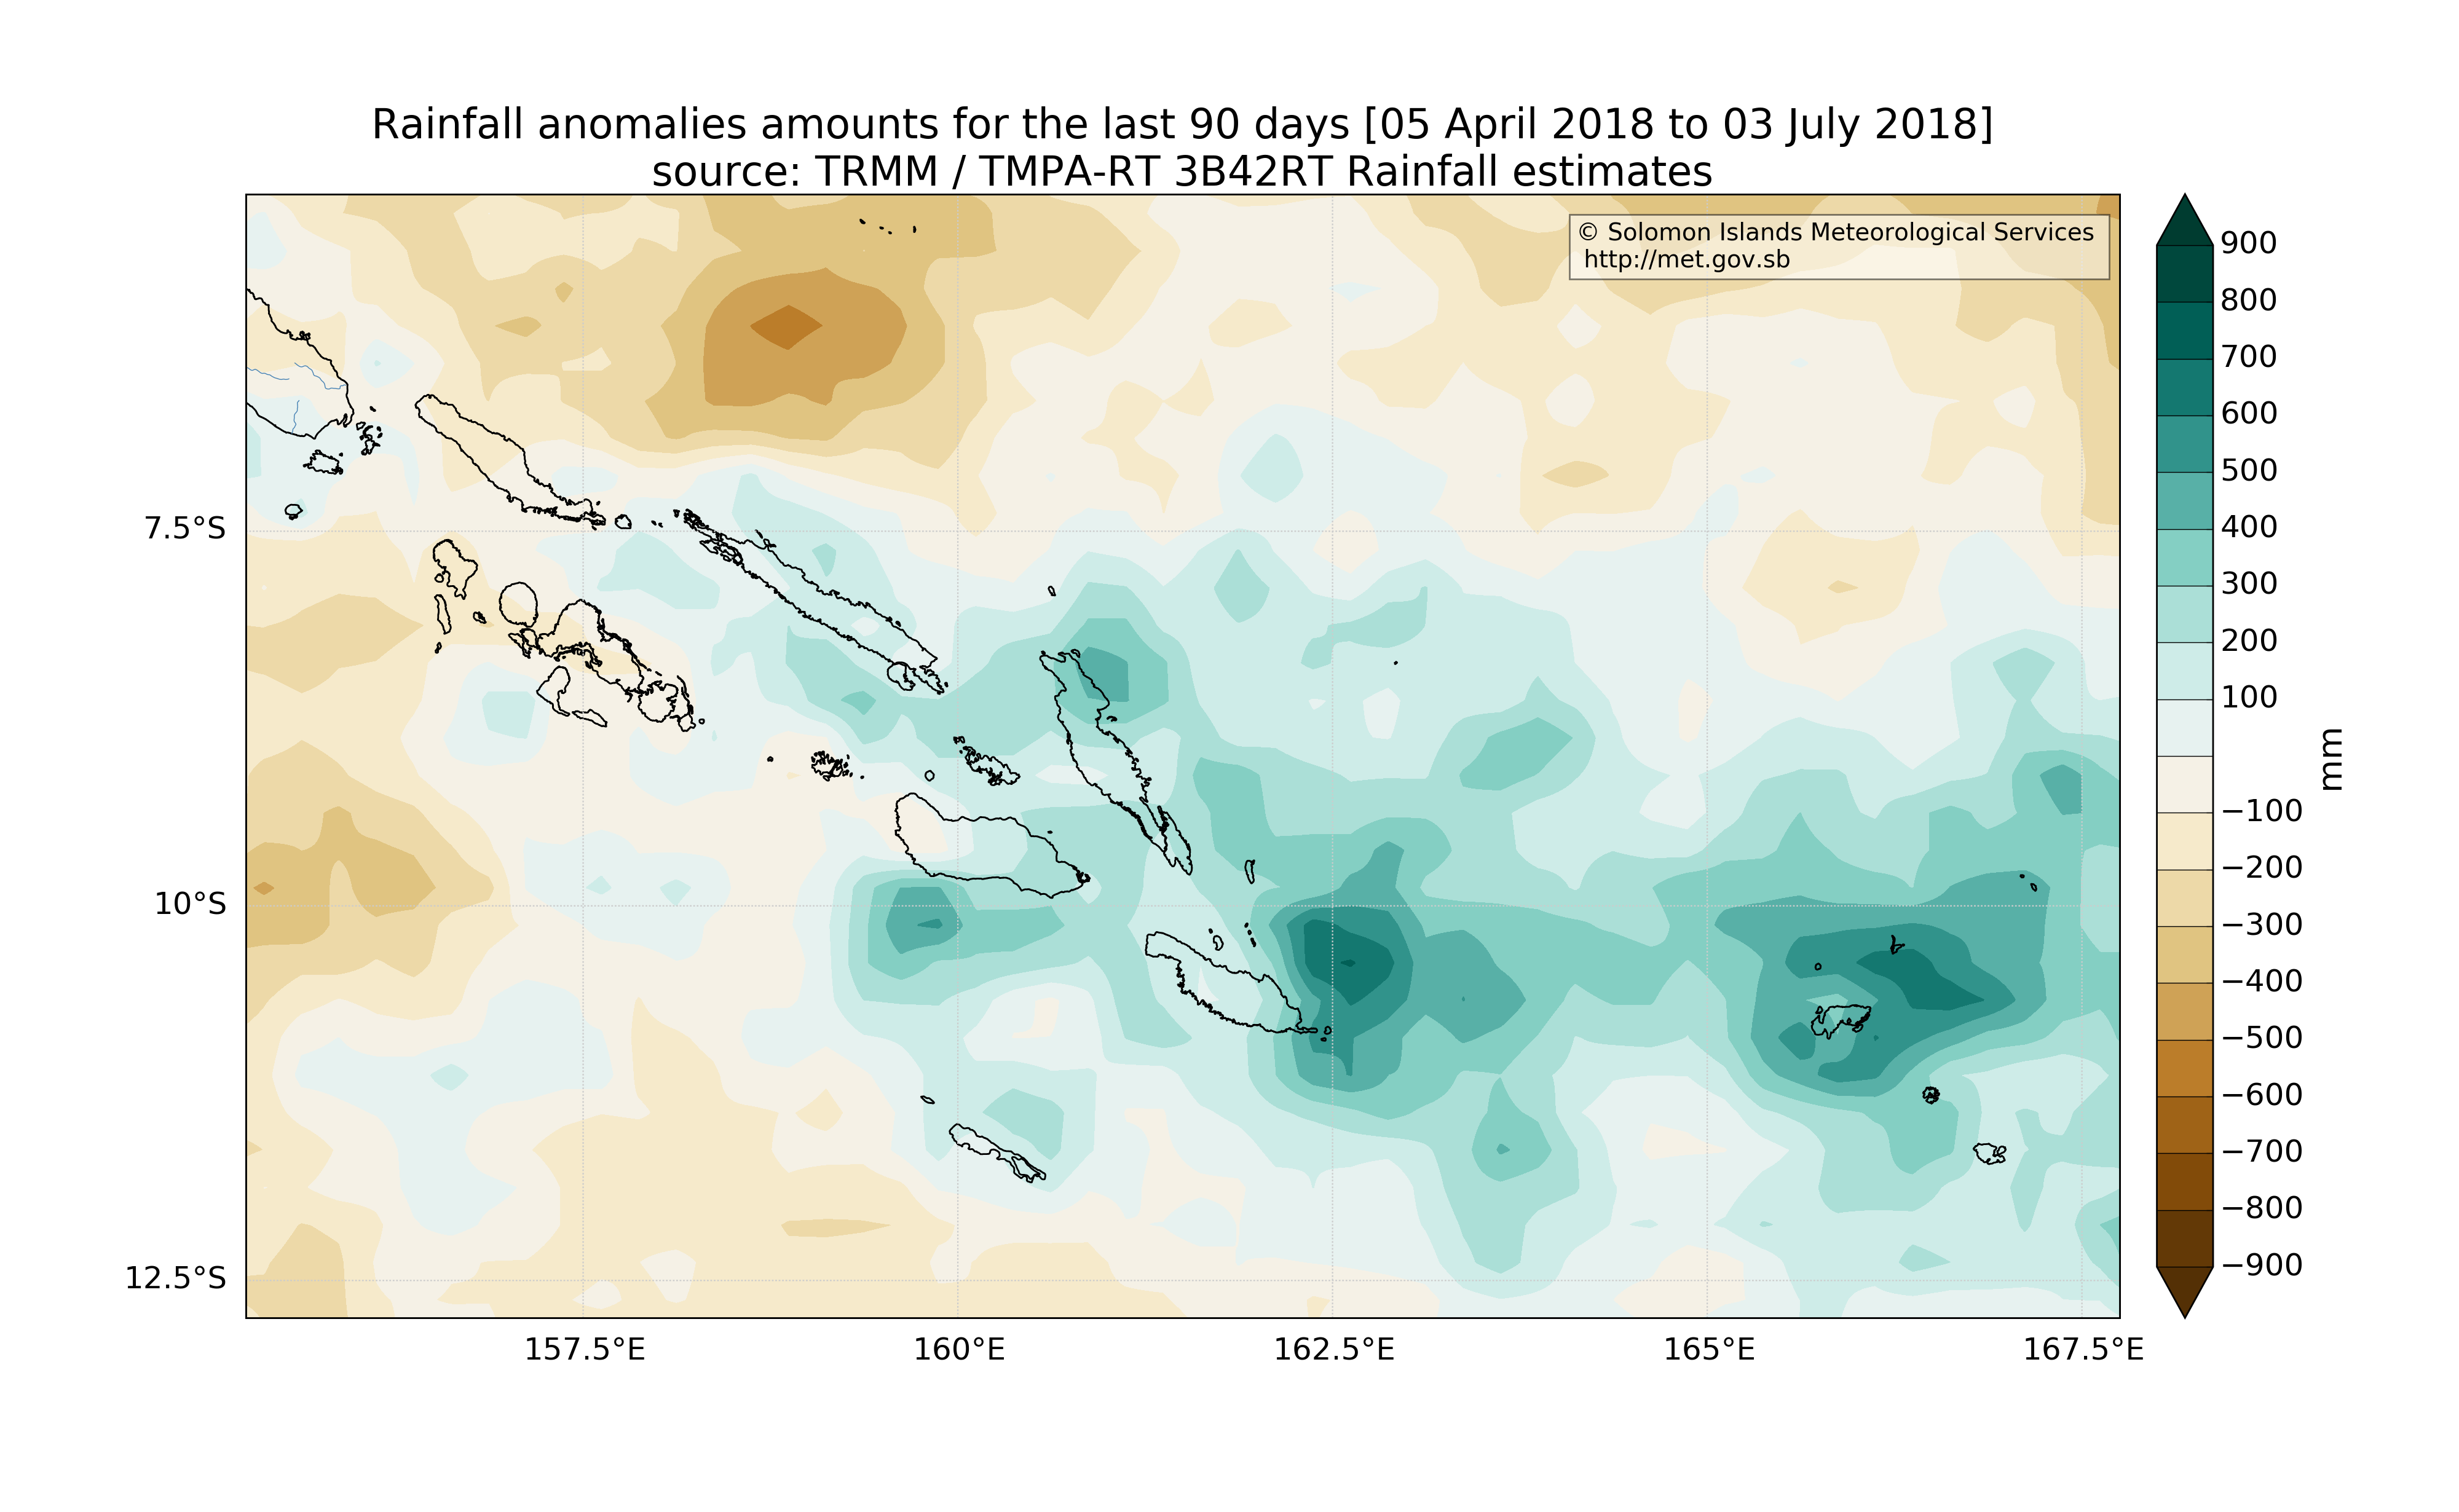 Rainfall anomalies amounts for the last 90 days [05 April 2018 to 03 July 2018]
source: TRMM / TMPA-RT 3B42RT Rainfall estimates
© Solomon Islands Meteorological Services
http://met.gov.sb
7.5°S
10°S
12.5°S
157.5°E
160°E
162.5°E
165°E
167.5°E
900
800
700
600
500
400
300
200
100
−100
−200
−300
−400
−500
−600
−700
−800
−900
mm